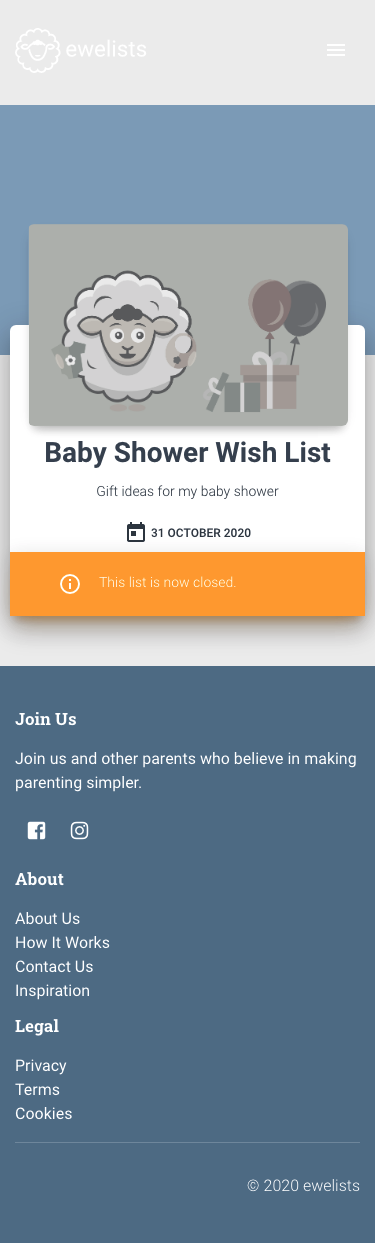 ewelists
Baby Shower Wish List
Gift ideas for my baby shower
31 OCTOBER 2020
This list is now closed.
Join Us
Join us and other parents who believe in making
parenting simpler.
About
About Us
How It Works
Contact Us
Inspiration
Legal
Privacy
Terms
Cookies
© 2020 ewelists